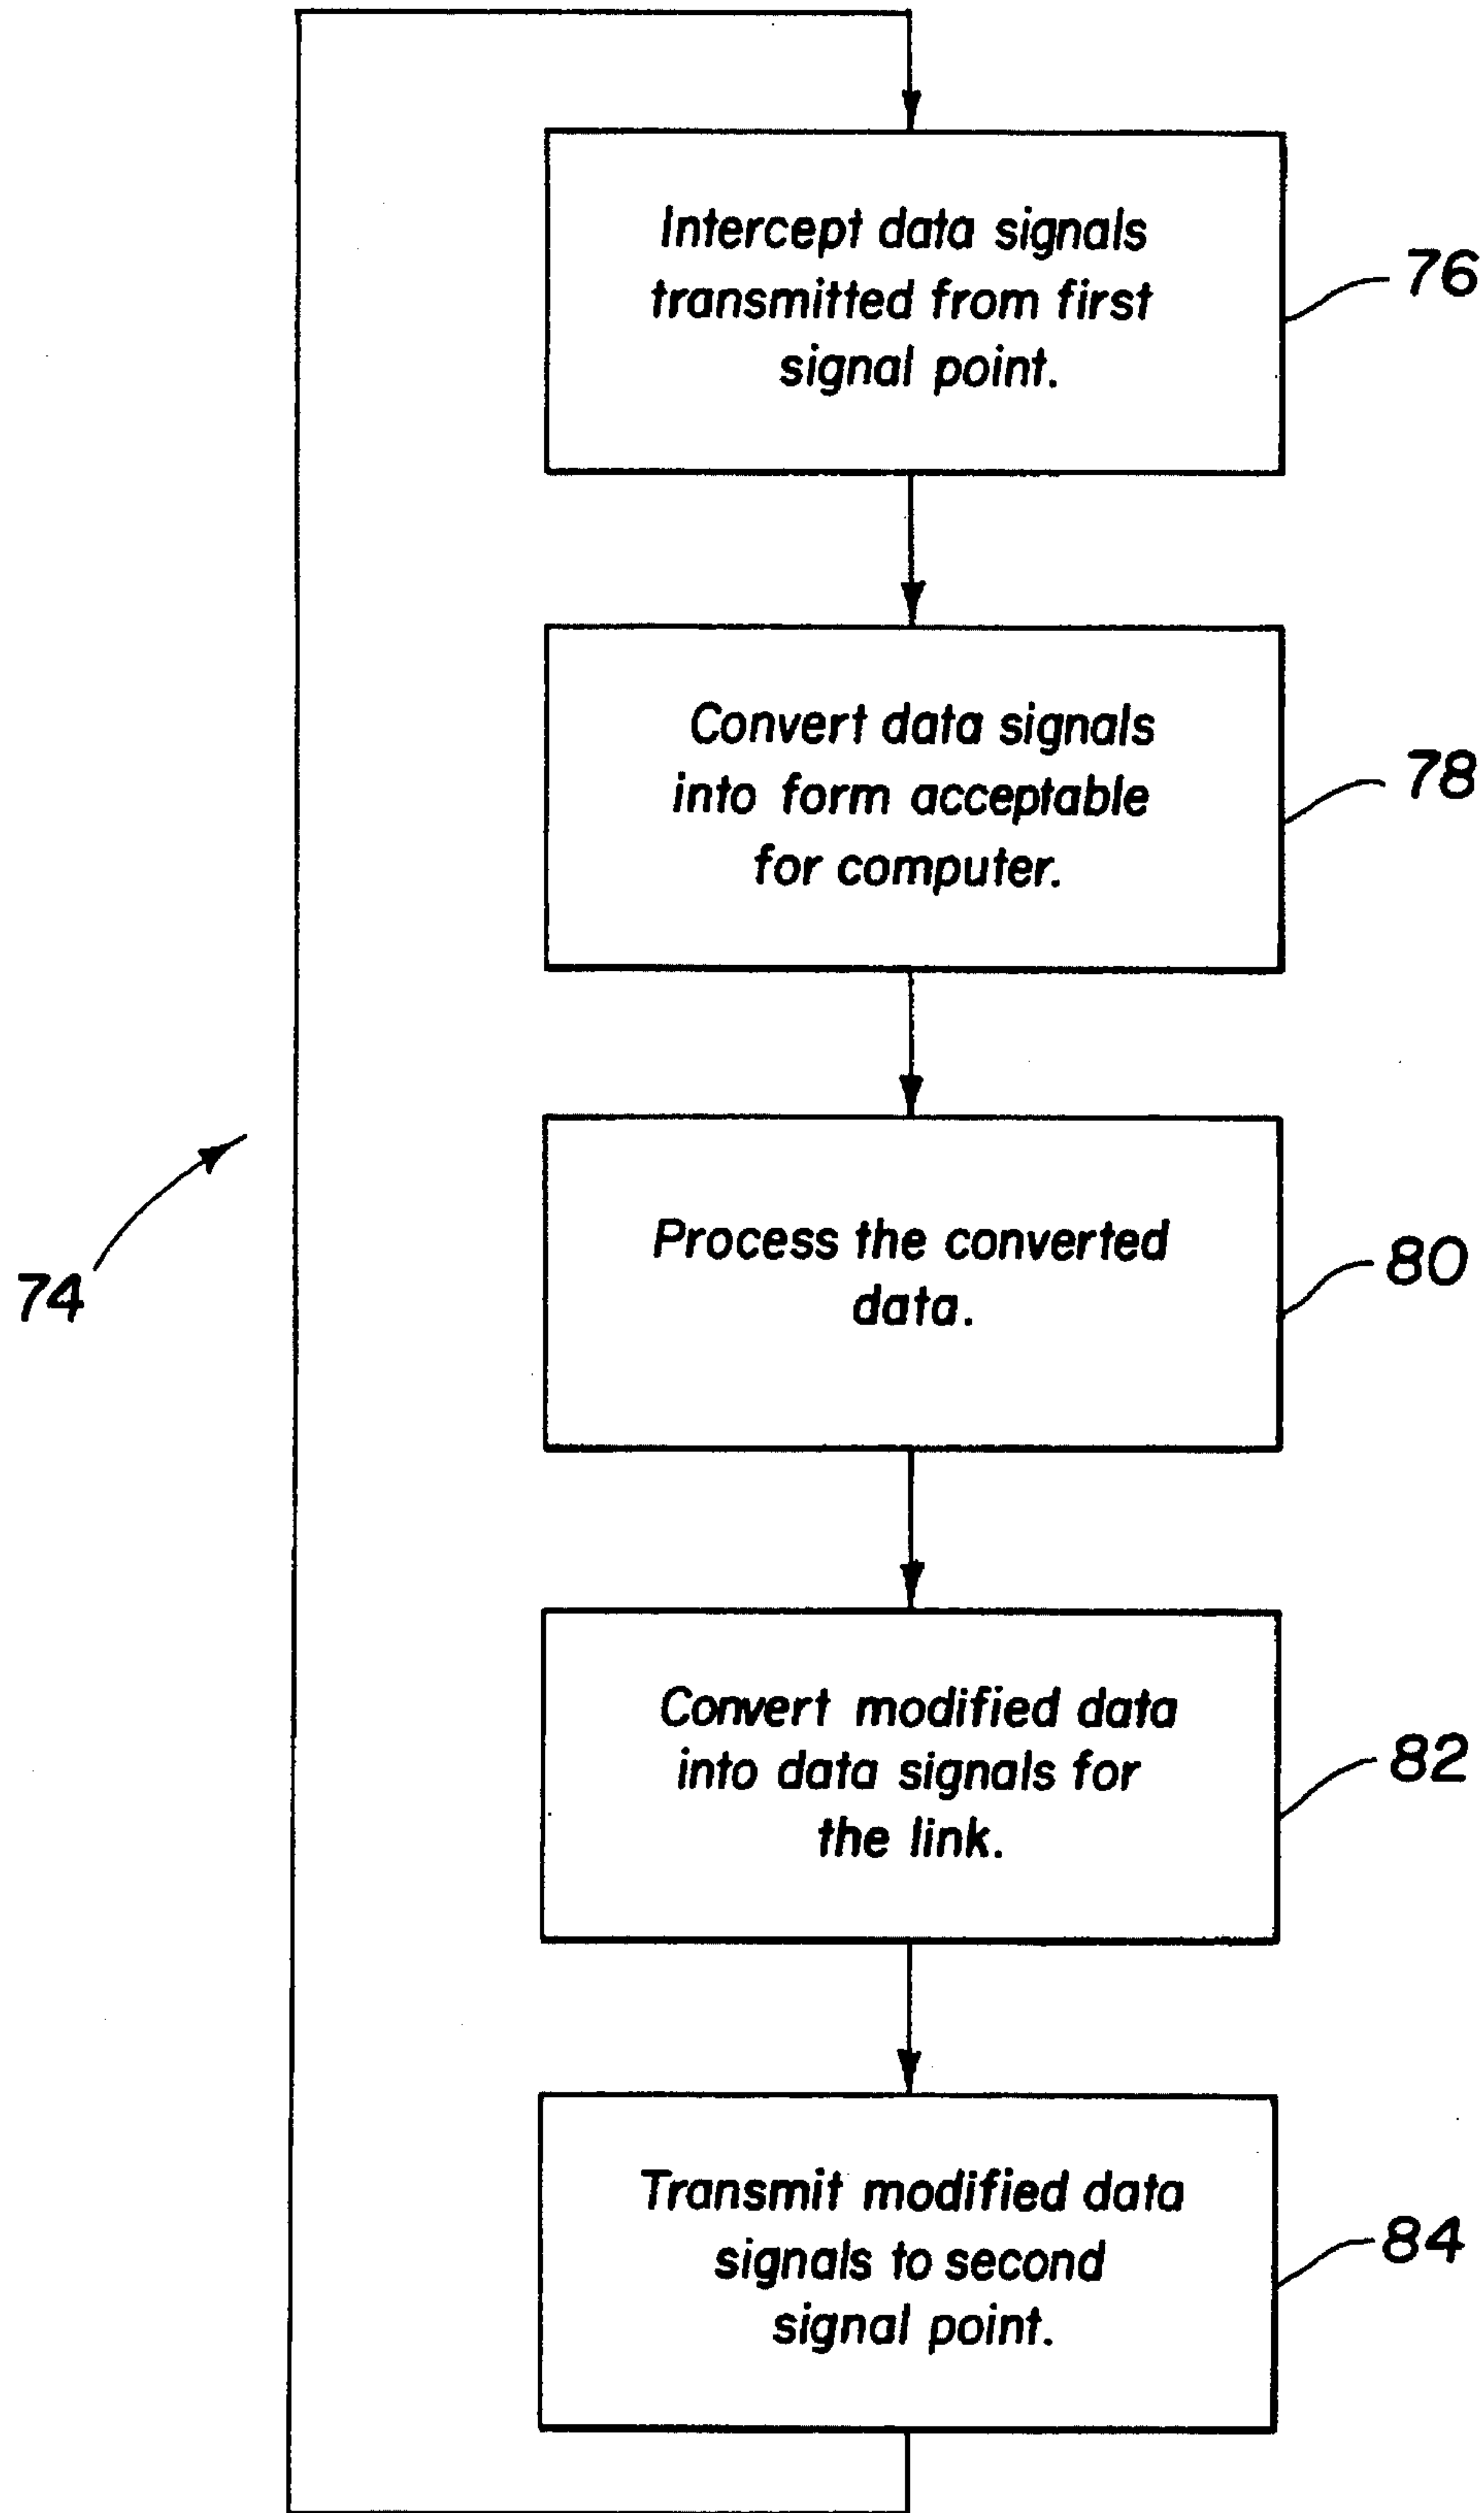 Intercept data signals
transmitted from first
signal point.
76
Convert data signals
into form acceptable
for computer.
78
74
Process the converted
data.
80
Convert modified data
into data signals for
the link.
82
Transmit modified data
signals to second
signal point.
84